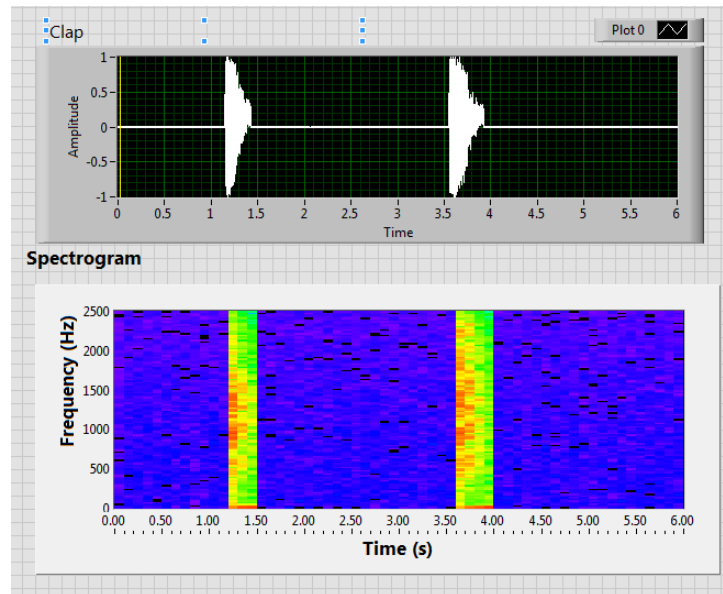 Clap
Plot 0
1
0.5
0
-0.5
-1
Amplitude
0 0.5 1 1.5 2 2.5 3 3.5 4 4.5 5 5.5 6
Time
Spectrogram
2500
2000
1500
1000
500
0
Frequency (Hz)
0.00 0.50 1.00 1.50 2.00 2.50 3.00 3.50 4.00 4.50 5.00 5.50 6.00
Time (s)